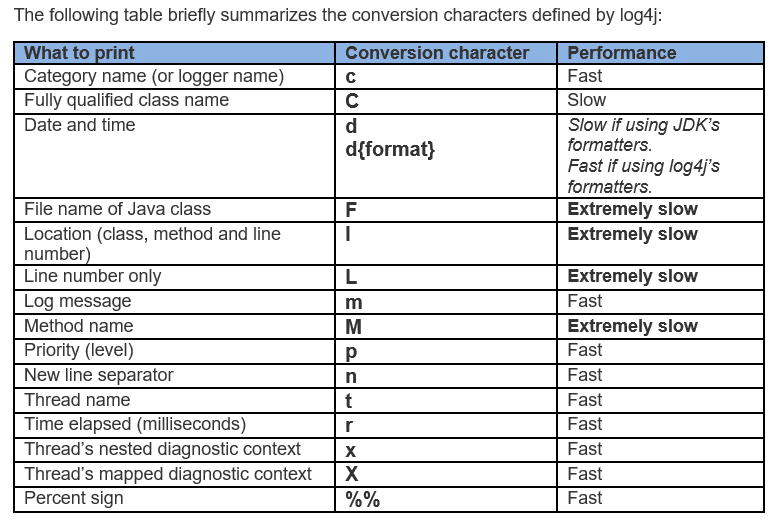 The following table briefly summarizes the conversion characters defined by log4j:
What to print Conversion character Performance
Category name (or logger name) c Fast
Fully qualified class name C Slow
Date and time d Slow if using JDK's
d{format} formatters.
Fast if using log4j's
formatters.
File name of Java class F Extremely slow
Location (class, method and line l Extremely slow
number)
Line number only L Extremely slow
Log message m Fast
Method name M Extremely slow
Priority (level) p Fast
New line separator n Fast
Thread name t Fast
Time elapsed (milliseconds) r Fast
Thread's nested diagnostic context x Fast
Thread's mapped diagnostic context X Fast
Percent sign %% Fast